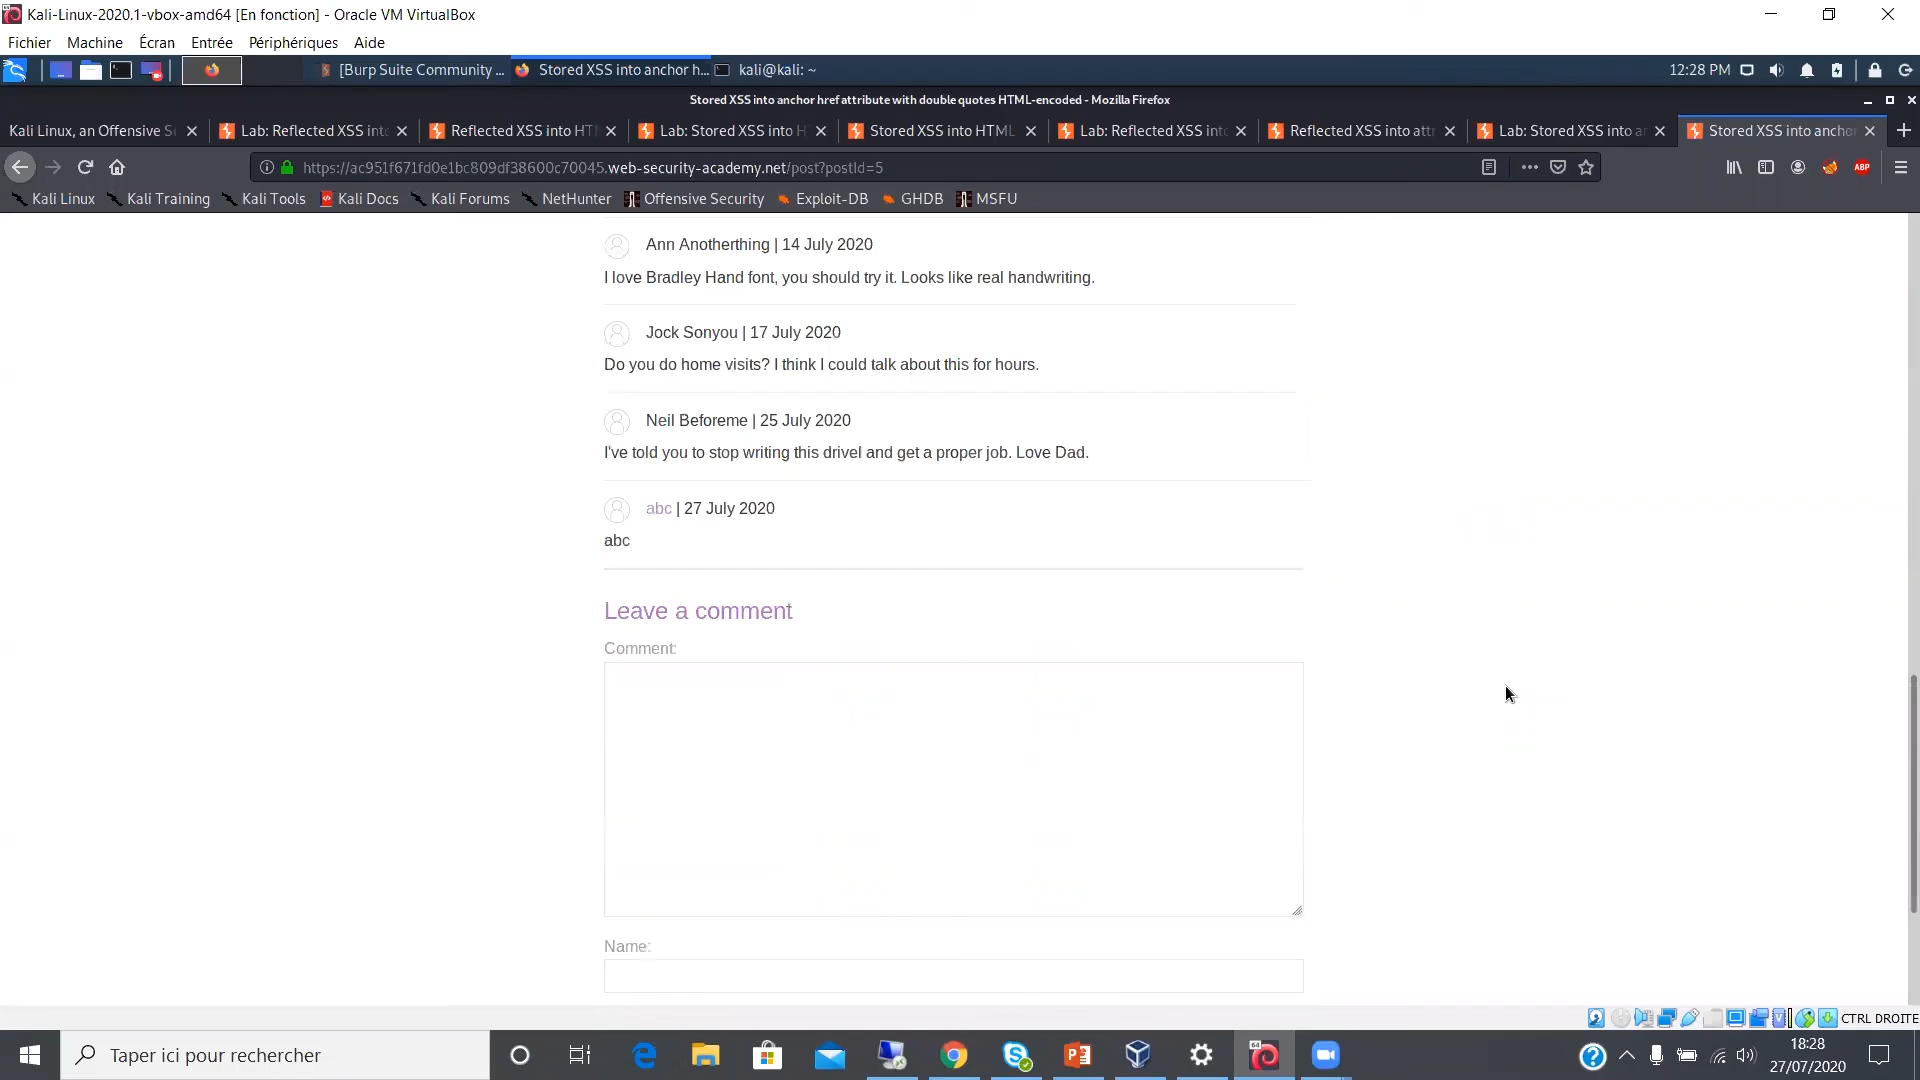 Kali-Linux-2020.1-vbox-amd64 [En fonction] - Oracle VM VirtualBox
Fichier Machine Écran Entrée Périphériques Aide
[Burp Suite Community ... Stored XSS into anchor h... kali@kali: ~ 12:28 PM
Stored XSS into anchor href attribute with double quotes HTML-encoded - Mozilla Firefox
Kali Linux, an Offensive S Lab: Reflected XSS into Reflected XSS into HT Lab: Stored XSS into H Stored XSS into HTML Lab: Reflected XSS into Reflected XSS into attr Lab: Stored XSS into an Stored XSS into ancho
https://ac951f671fd0e1bc809df38600c70045.web-security-academy.net/post?postId=5 ABP
Kali Linux Kali Training Kali Tools Kali Docs Kali Forums NetHunter Offensive Security Exploit-DB GHDB MSFU
Ann Anotherthing | 14 July 2020
I love Bradley Hand font, you should try it. Looks like real handwriting.
Jock Sonyou | 17 July 2020
Do you do home visits? I think I could talk about this for hours.
Neil Beforeme | 25 July 2020
I've told you to stop writing this drivel and get a proper job. Love Dad.
abc | 27 July 2020
abc
Leave a comment
Comment:
Name:
CTRL DROITE
Taper ici pour rechercher
18:28
27/07/2020